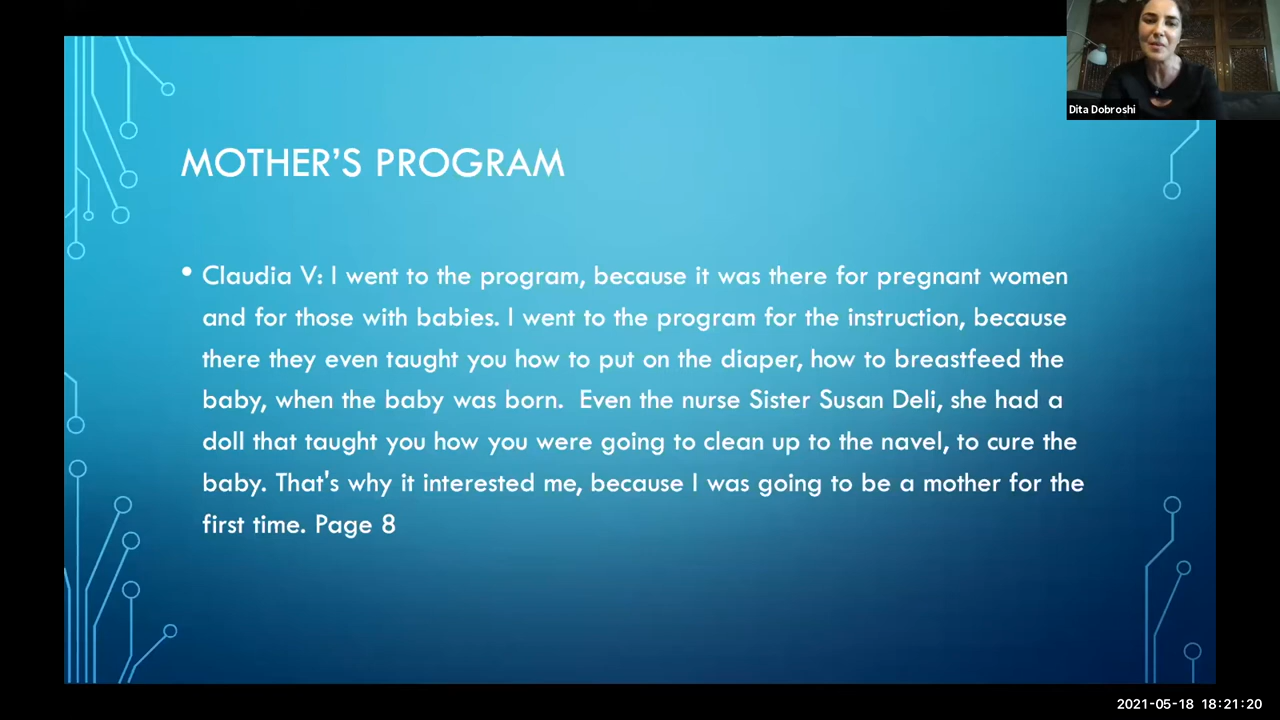 Dita Dobroshi
MOTHER'S PROGRAM
• Claudia V: I went to the program, because it was there for pregnant women
and for those with babies. I went to the program for the instruction, because
there they even taught you how to put on the diaper, how to breastfeed the
baby, when the baby was born.  Even the nurse Sister Susan Deli, she had a
doll that taught you how you were going to clean up to the navel, to cure the
baby. That's why it interested me, because I was going to be a mother for the
first time. Page 8
2021-05-18 18:21:20